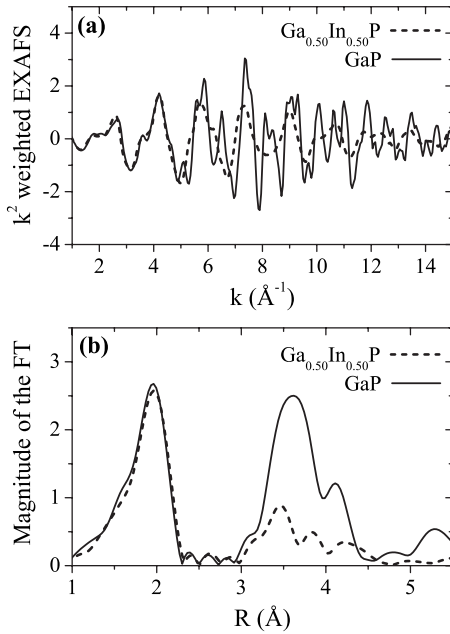 (a)
Ga0.50In0.50P
GaP
k2 weighted EXAFS
4
2
0
-2
-4
2 4 6 8 10 12 14
k (Å-1)
(b)
Ga0.50In0.50P
GaP
Magnitude of the FT
3
2
1
0
1 2 3 4 5
R (Å)